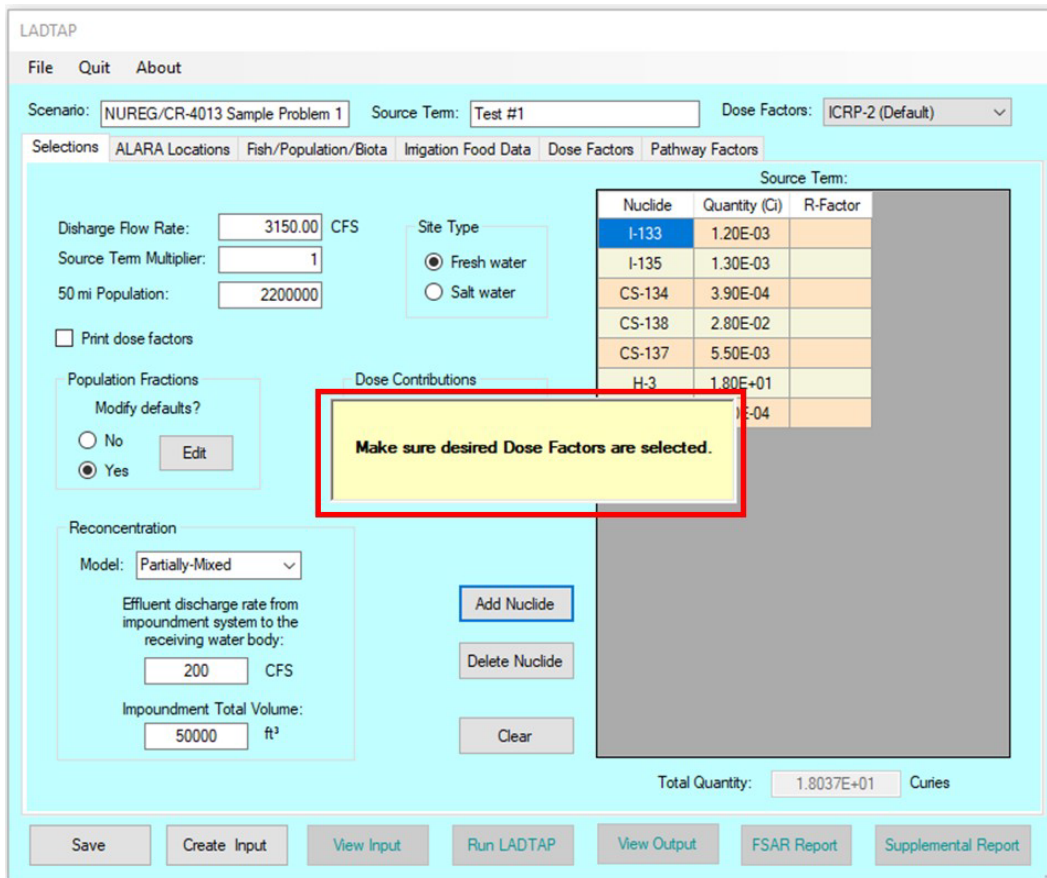 LADTAP
File Quit About
Scenario: NUREG/CR-4013 Sample Problem 1 Source Term: Test #1 Dose Factors: ICRP-2 (Default)
Selections ALARA Locations Fish/Population/Biota Irrigation Food Data Dose Factors Pathway Factors
Source Term:
Nuclide Quantity (Ci) R-Factor
Disharge Flow Rate: 3150.00 CFS Site Type I-133 1.20E-03
Source Term Multiplier: 1 Fresh water I-135 1.30E-03
50 mi Population: 2200000 Salt water CS-134 3.90E-04
CS-138 2.80E-02
Print dose factors CS-137 5.50E-03
Population Fractions Dose Contributions H-3 1.80E+01
Modify defaults? E-04
No Edit
Yes
Make sure desired Dose Factors are selected.
Reconcentration
Model: Partially-Mixed
Effluent discharge rate from
impoundment system to the
receiving water body:
200 CFS
Impoundment Total Volume:
50000 ft³
Add Nuclide
Delete Nuclide
Clear
Total Quantity: 1.8037E+01 Curies
Save Create Input View Input Run LADTAP View Output FSAR Report Supplemental Report